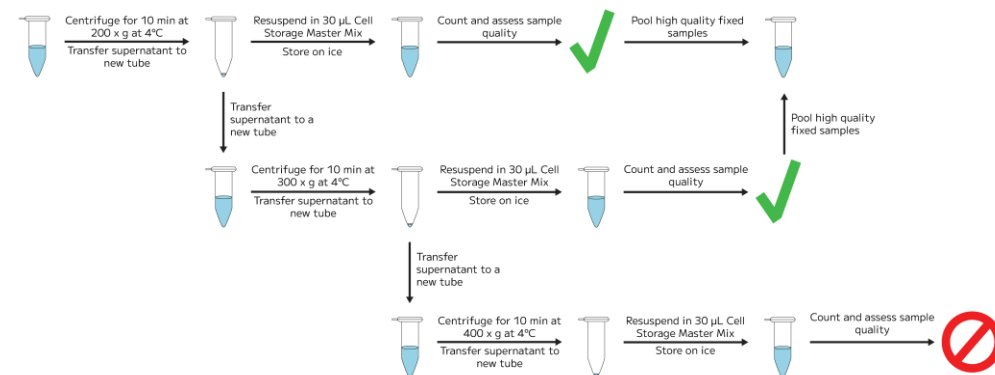 Centrifuge for 10 min at
200 x g at 4°C
Transfer supernatant to
new tube
Resuspend in 30 µL Cell
Storage Master Mix
Store on ice
Count and assess sample
quality
Pool high quality fixed
samples
Transfer
supernatant to a
new tube
Pool high quality
fixed samples
Centrifuge for 10 min at
300 x g at 4°C
Transfer supernatant to
new tube
Resuspend in 30 µL Cell
Storage Master Mix
Store on ice
Count and assess sample
quality
Transfer
supernatant to a
new tube
Centrifuge for 10 min at
400 x g at 4°C
Transfer supernatant to
new tube
Resuspend in 30 µL Cell
Storage Master Mix
Store on ice
Count and assess sample
quality